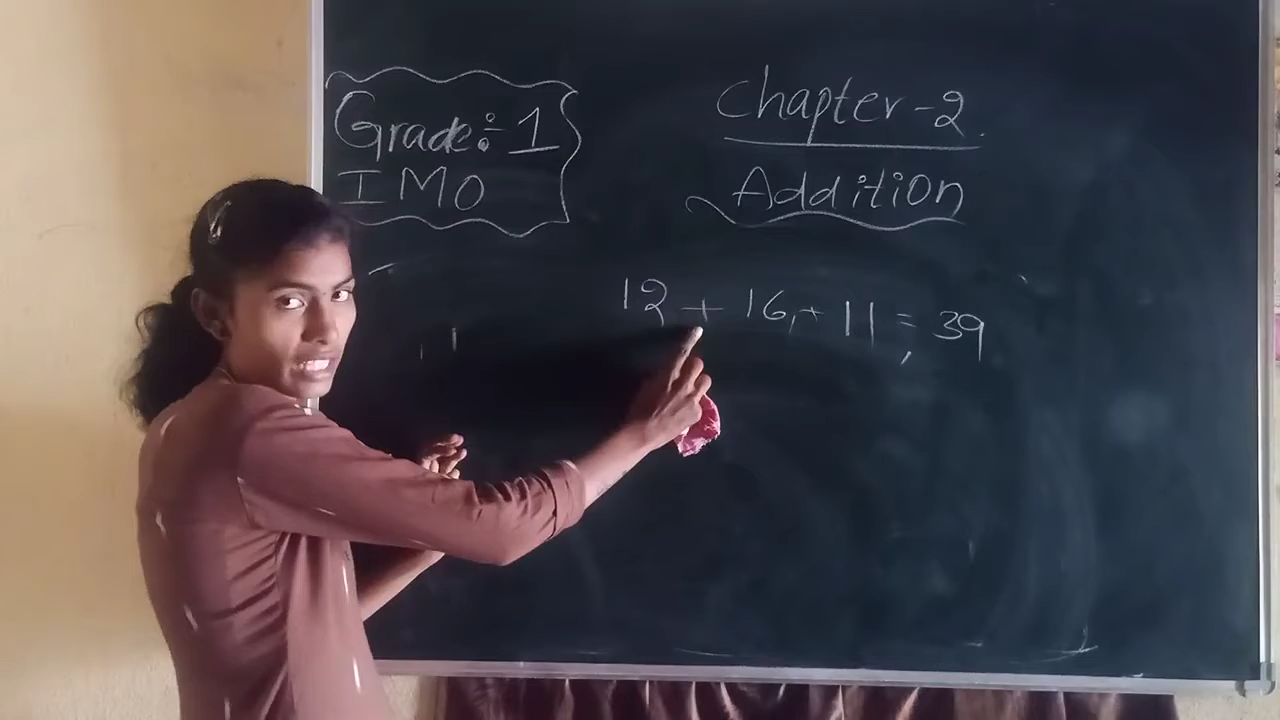 Grade:- 1
IMO
Chapter-2.
Addition
12 + 16 + 11 = 39